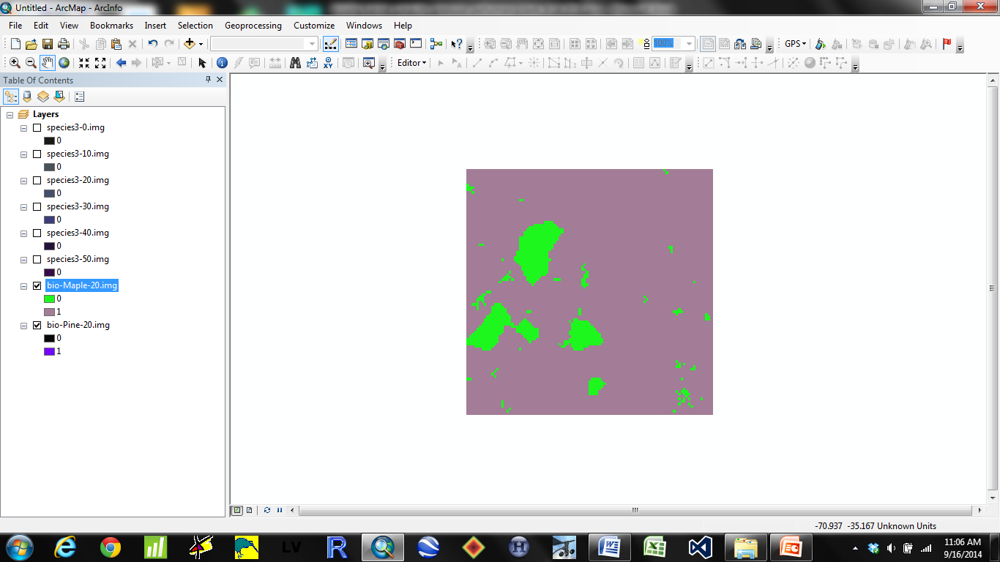 Untitled - ArcMap - ArcInfo
File Edit View Bookmarks Insert Selection Geoprocessing Customize Windows Help
100% GPS
Editor
Table Of Contents
Layers
species3-0.img
0
species3-10.img
0
species3-20.img
0
species3-30.img
0
species3-40.img
0
species3-50.img
0
bio-Maple-20.img
0
1
bio-Pine-20.img
0
1
-70.937 -35.167 Unknown Units
LV
11:06 AM
9/16/2014